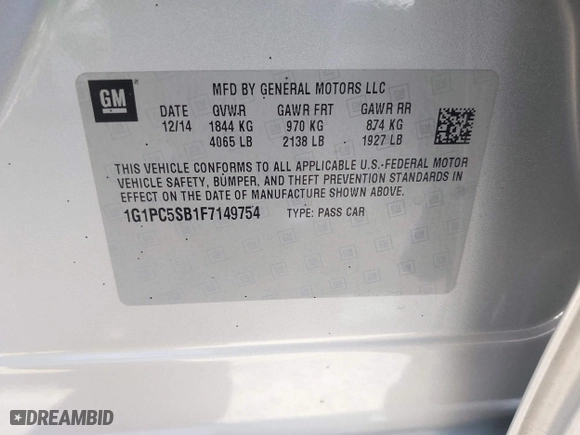 GM
MFD BY GENERAL MOTORS LLC
DATE GVWR GAWR FRT GAWR RR
12/14 1844 KG 970 KG 874 KG
4065 LB 2138 LB 1927 LB
THIS VEHICLE CONFORMS TO ALL APPLICABLE U.S.-FEDERAL MOTOR
VEHICLE SAFETY, BUMPER, AND THEFT PREVENTION STANDARDS IN
EFFECT ON THE DATE OF MANUFACTURE SHOWN ABOVE.
1G1PC5SB1F7149754 TYPE: PASS CAR
DREAMBID